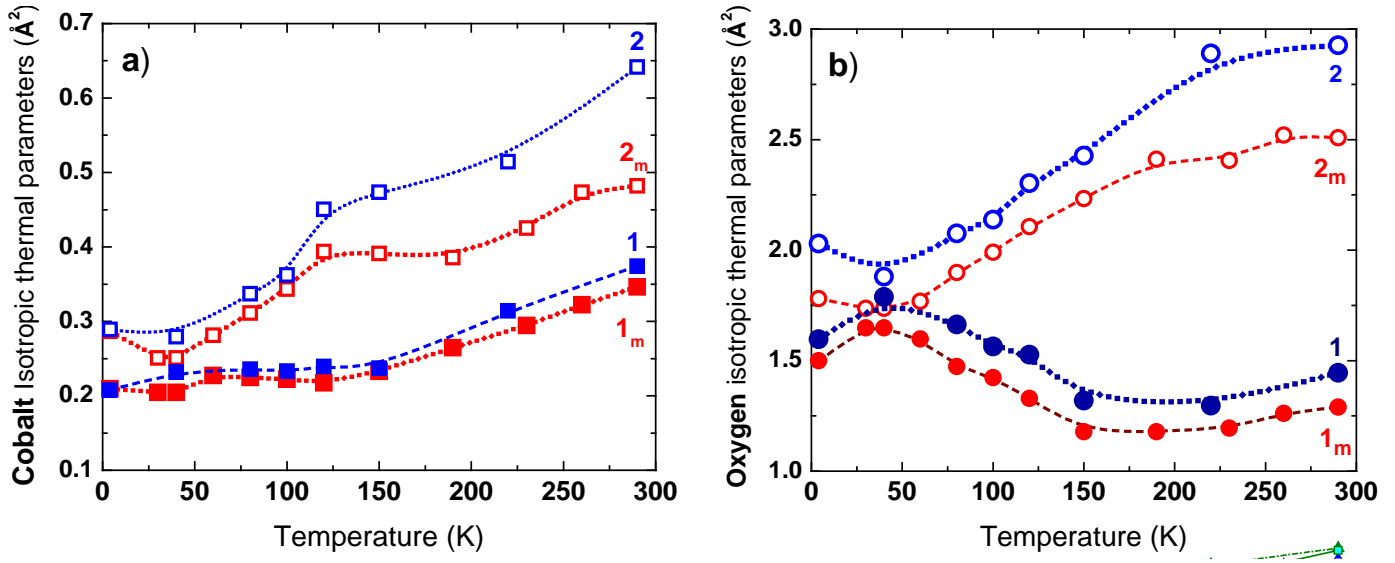 Cobalt Isotropic thermal parameters (Å²)
0.7
0.6
0.5
0.4
0.3
0.2
0.1
a)
2
2m
1
1m
0 50 100 150 200 250 300
Temperature (K)
Oxygen isotropic thermal parameters (Å²)
3.0
2.5
2.0
1.5
1.0
b)
2
2m
1
1m
0 50 100 150 200 250 300
Temperature (K)